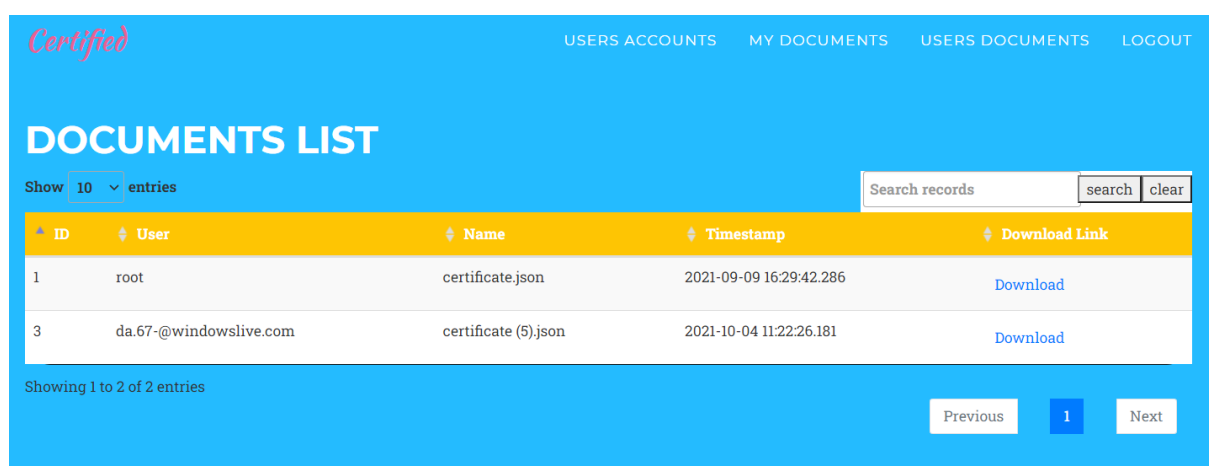 Certified USERS ACCOUNTS MY DOCUMENTS USERS DOCUMENTS LOGOUT
DOCUMENTS LIST
Show 10 entries Search records search clear
ID User Name Timestamp Download Link
1 root certificate.json 2021-09-09 16:29:42.286 Download
3 da.67-@windowslive.com certificate (5).json 2021-10-04 11:22:26.181 Download
Showing 1 to 2 of 2 entries
Previous 1 Next